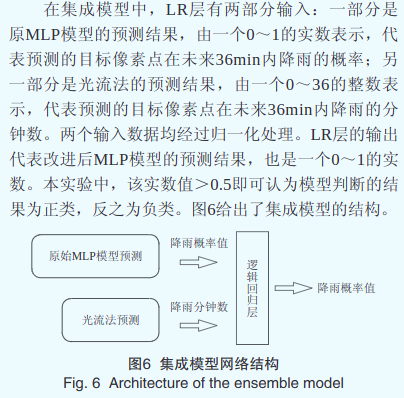 在集成模型中，LR层有两部分输入：一部分是
原MLP模型的预测结果，由一个0～1的实数表示，代
表预测的目标像素点在未来36min内降雨的概率；另
一部分是光流法的预测结果，由一个0～36的整数表
示，代表预测的目标像素点在未来36min内降雨的分
钟数。两个输入数据均经过归一化处理。LR层的输出
代表改进后MLP模型的预测结果，也是一个0～1的实
数。本实验中，该实数值＞0.5即可认为模型判断的结
果为正类，反之为负类。图6给出了集成模型的结构。
原始MLP模型预测
降雨概率值
光流法预测
降雨分钟数
逻辑回归层
降雨概率值
图6 集成模型网络结构
Fig. 6 Architecture of the ensemble model